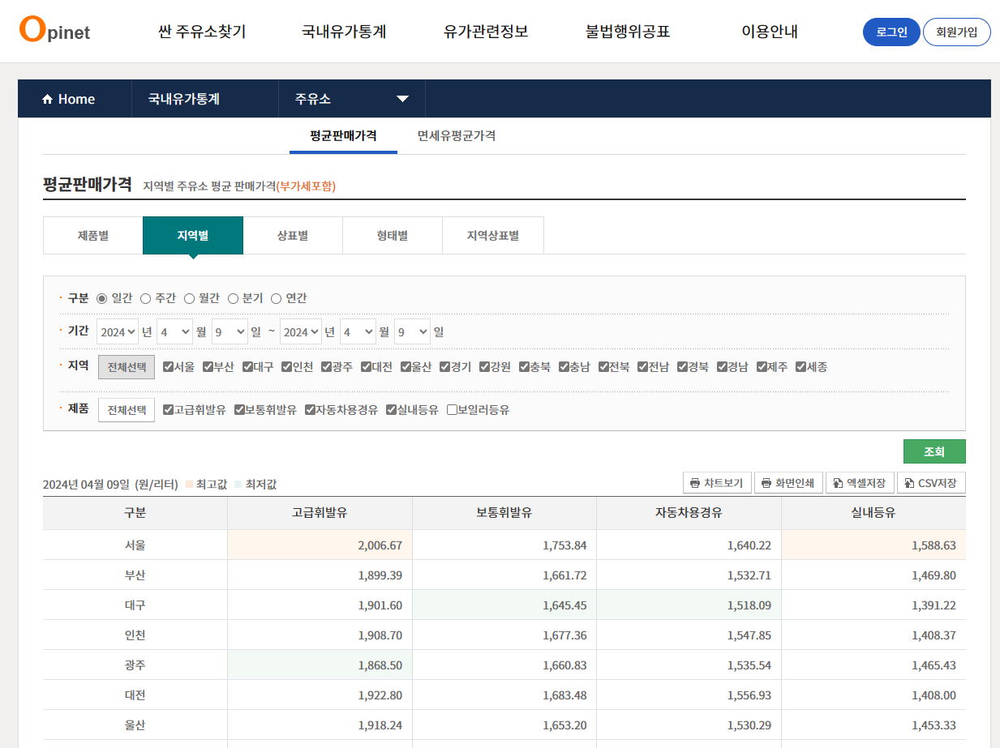 Opinet 싼 주유소찾기 국내유가통계 유가관련정보 불법행위공표 이용안내 로그인 회원가입
Home 국내유가통계 주유소
평균판매가격 면세유평균가격
평균판매가격 지역별 주유소 평균 판매가격(부가세포함)
제품별 지역별 상표별 형태별 지역상표별
구분 일간 주간 월간 분기 연간
기간 2024 년 4 월 9 일 ~ 2024 년 4 월 9 일
지역 전체선택 서울 부산 대구 인천 광주 대전 울산 경기 강원 충북 충남 전북 전남 경북 경남 제주 세종
제품 전체선택 고급휘발유 보통휘발유 자동차용경유 실내등유 보일러등유
조회
2024년 04월 09일 (원/리터) 최고값 최저값 챠트보기 화면인쇄 엑셀저장 CSV저장
구분 고급휘발유 보통휘발유 자동차용경유 실내등유
서울 2,006.67 1,753.84 1,640.22 1,588.63
부산 1,899.39 1,661.72 1,532.71 1,469.80
대구 1,901.60 1,645.45 1,518.09 1,391.22
인천 1,908.70 1,677.36 1,547.85 1,408.37
광주 1,868.50 1,660.83 1,535.54 1,465.43
대전 1,922.80 1,683.48 1,556.93 1,408.00
울산 1,918.24 1,653.20 1,530.29 1,453.33